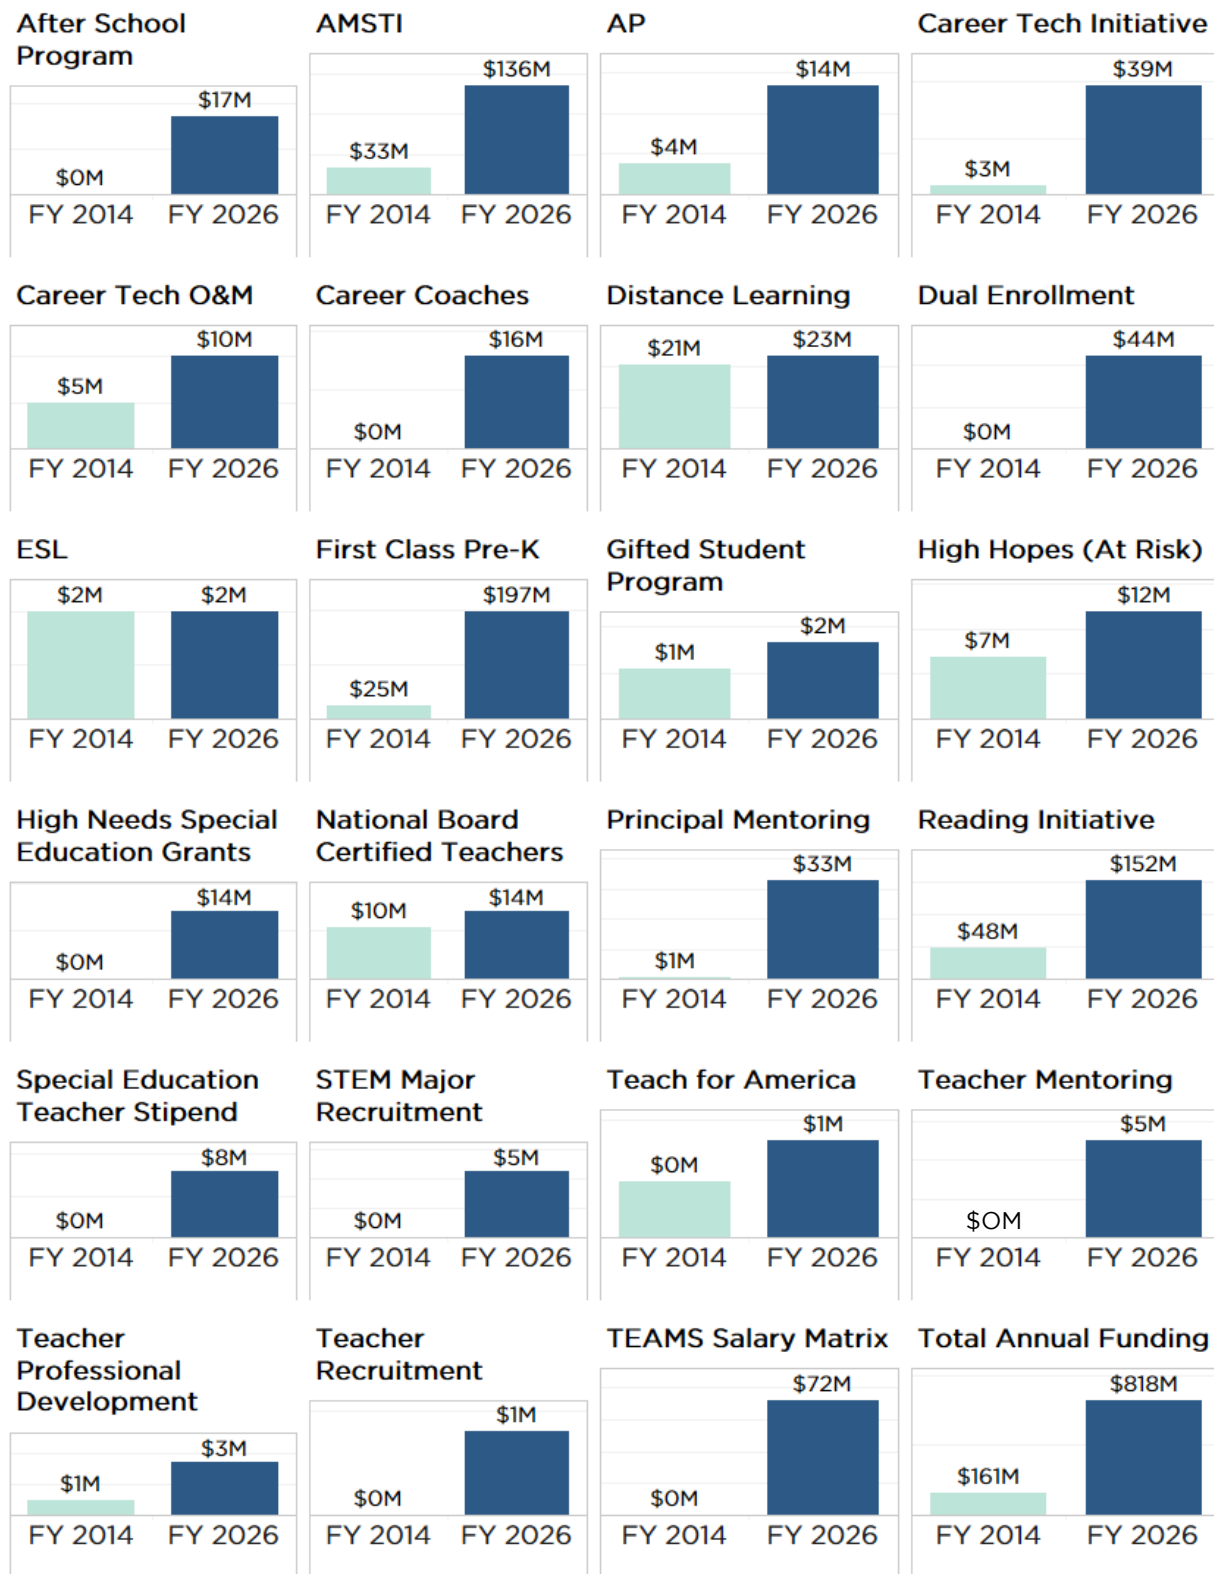 After School
Program
$17M
$0M
FY 2014 FY 2026
AMSTI
$136M
$33M
FY 2014 FY 2026
AP
$14M
$4M
FY 2014 FY 2026
Career Tech Initiative
$39M
$3M
FY 2014 FY 2026
Career Tech O&M
$10M
$5M
FY 2014 FY 2026
Career Coaches
$16M
$0M
FY 2014 FY 2026
Distance Learning
$21M $23M
FY 2014 FY 2026
Dual Enrollment
$44M
$0M
FY 2014 FY 2026
ESL
$2M $2M
FY 2014 FY 2026
First Class Pre-K
$197M
$25M
FY 2014 FY 2026
Gifted Student
Program
$2M
$1M
FY 2014 FY 2026
High Hopes (At Risk)
$12M
$7M
FY 2014 FY 2026
High Needs Special
Education Grants
$14M
$0M
FY 2014 FY 2026
National Board
Certified Teachers
$10M $14M
FY 2014 FY 2026
Principal Mentoring
$33M
$1M
FY 2014 FY 2026
Reading Initiative
$152M
$48M
FY 2014 FY 2026
Special Education
Teacher Stipend
$8M
$0M
FY 2014 FY 2026
STEM Major
Recruitment
$5M
$0M
FY 2014 FY 2026
Teach for America
$1M
$0M
FY 2014 FY 2026
Teacher Mentoring
$5M
$0M
FY 2014 FY 2026
Teacher
Professional
Development
$3M
$1M
FY 2014 FY 2026
Teacher
Recruitment
$1M
$0M
FY 2014 FY 2026
TEAMS Salary Matrix
$72M
$0M
FY 2014 FY 2026
Total Annual Funding
$818M
$161M
FY 2014 FY 2026